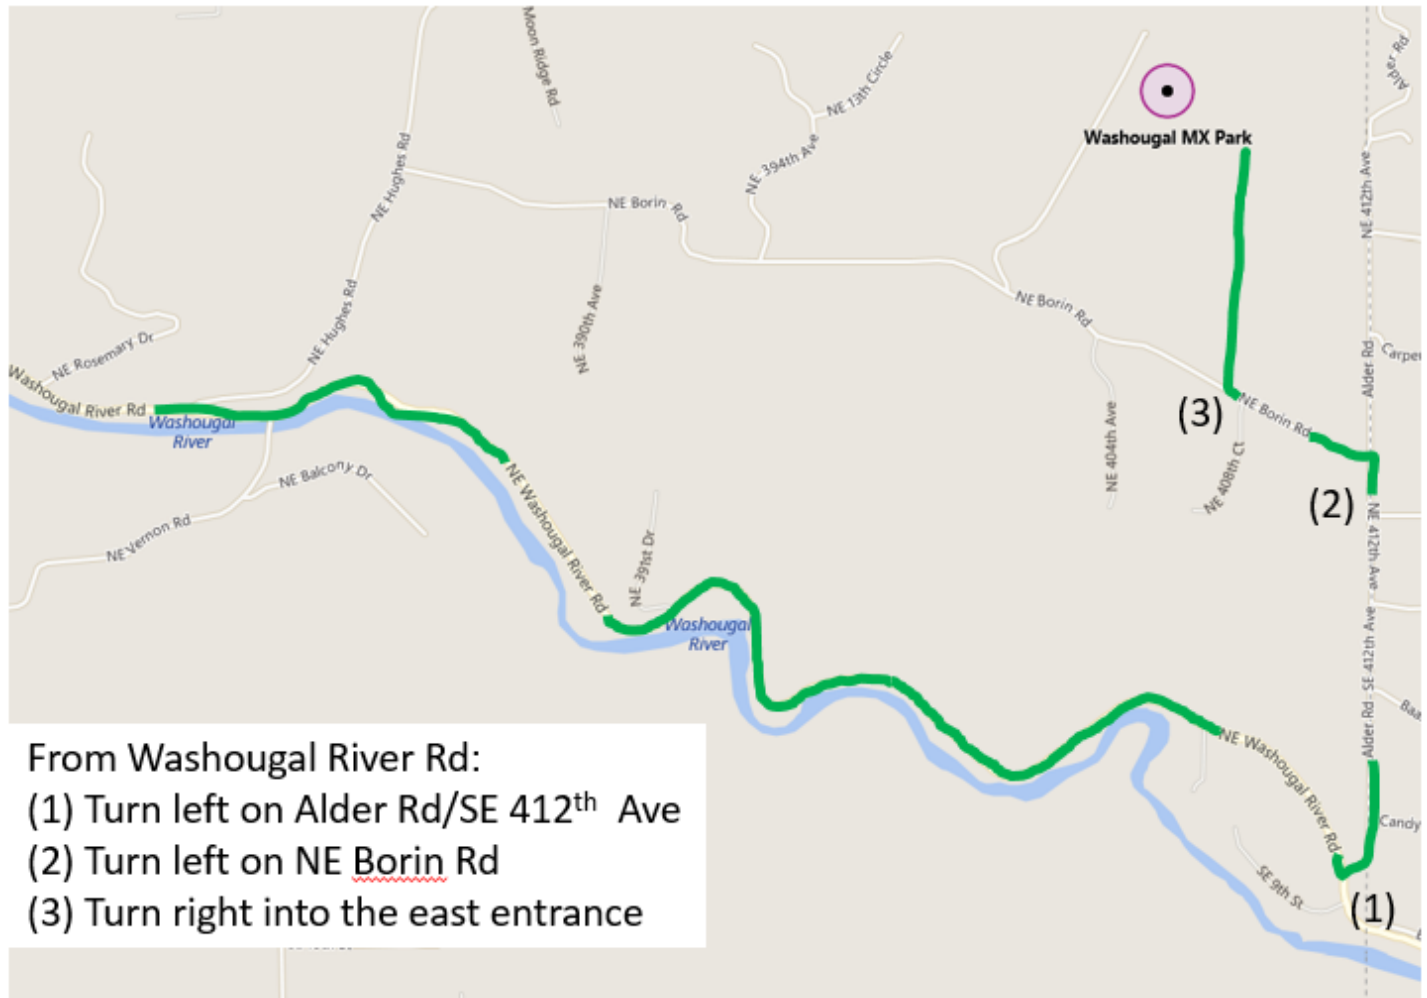 Moon Ridge Rd
NE 13th Circle
Alder Rd
Washougal MX Park
NE Hughes Rd
NE 394th Ave
NE 412th Ave
NE Borin Rd
NE Hughes Rd
NE 390th Ave
NE Borin Rd
NE Rosemary Dr
Alder Rd
Washougal River Rd
Washougal
River
(3)
NE Borin Rd
NE 404th Ave
NE 408th Ct
NE Balcony Dr
(2)
NE Vernon Rd
NE Washougal River Rd
NE 391st Dr
NE 412th Ave
Washougal
River
Alder Rd - SE 412th Ave
NE Washougal River Rd
Candy
SE 9th St
(1)
From Washougal River Rd:
(1) Turn left on Alder Rd/SE 412th Ave
(2) Turn left on NE Borin Rd
(3) Turn right into the east entrance